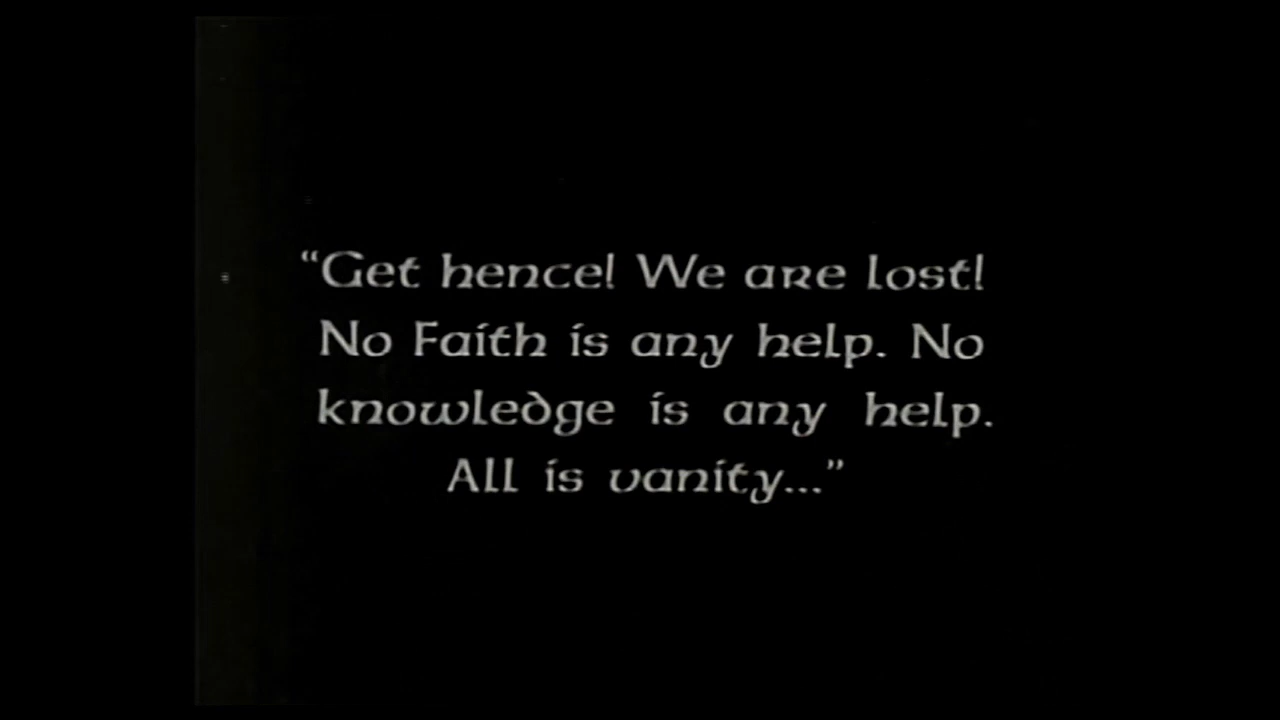 “Get hence! We are lost!
No Faith is any help. No
knowledge is any help.
All is vanity...”